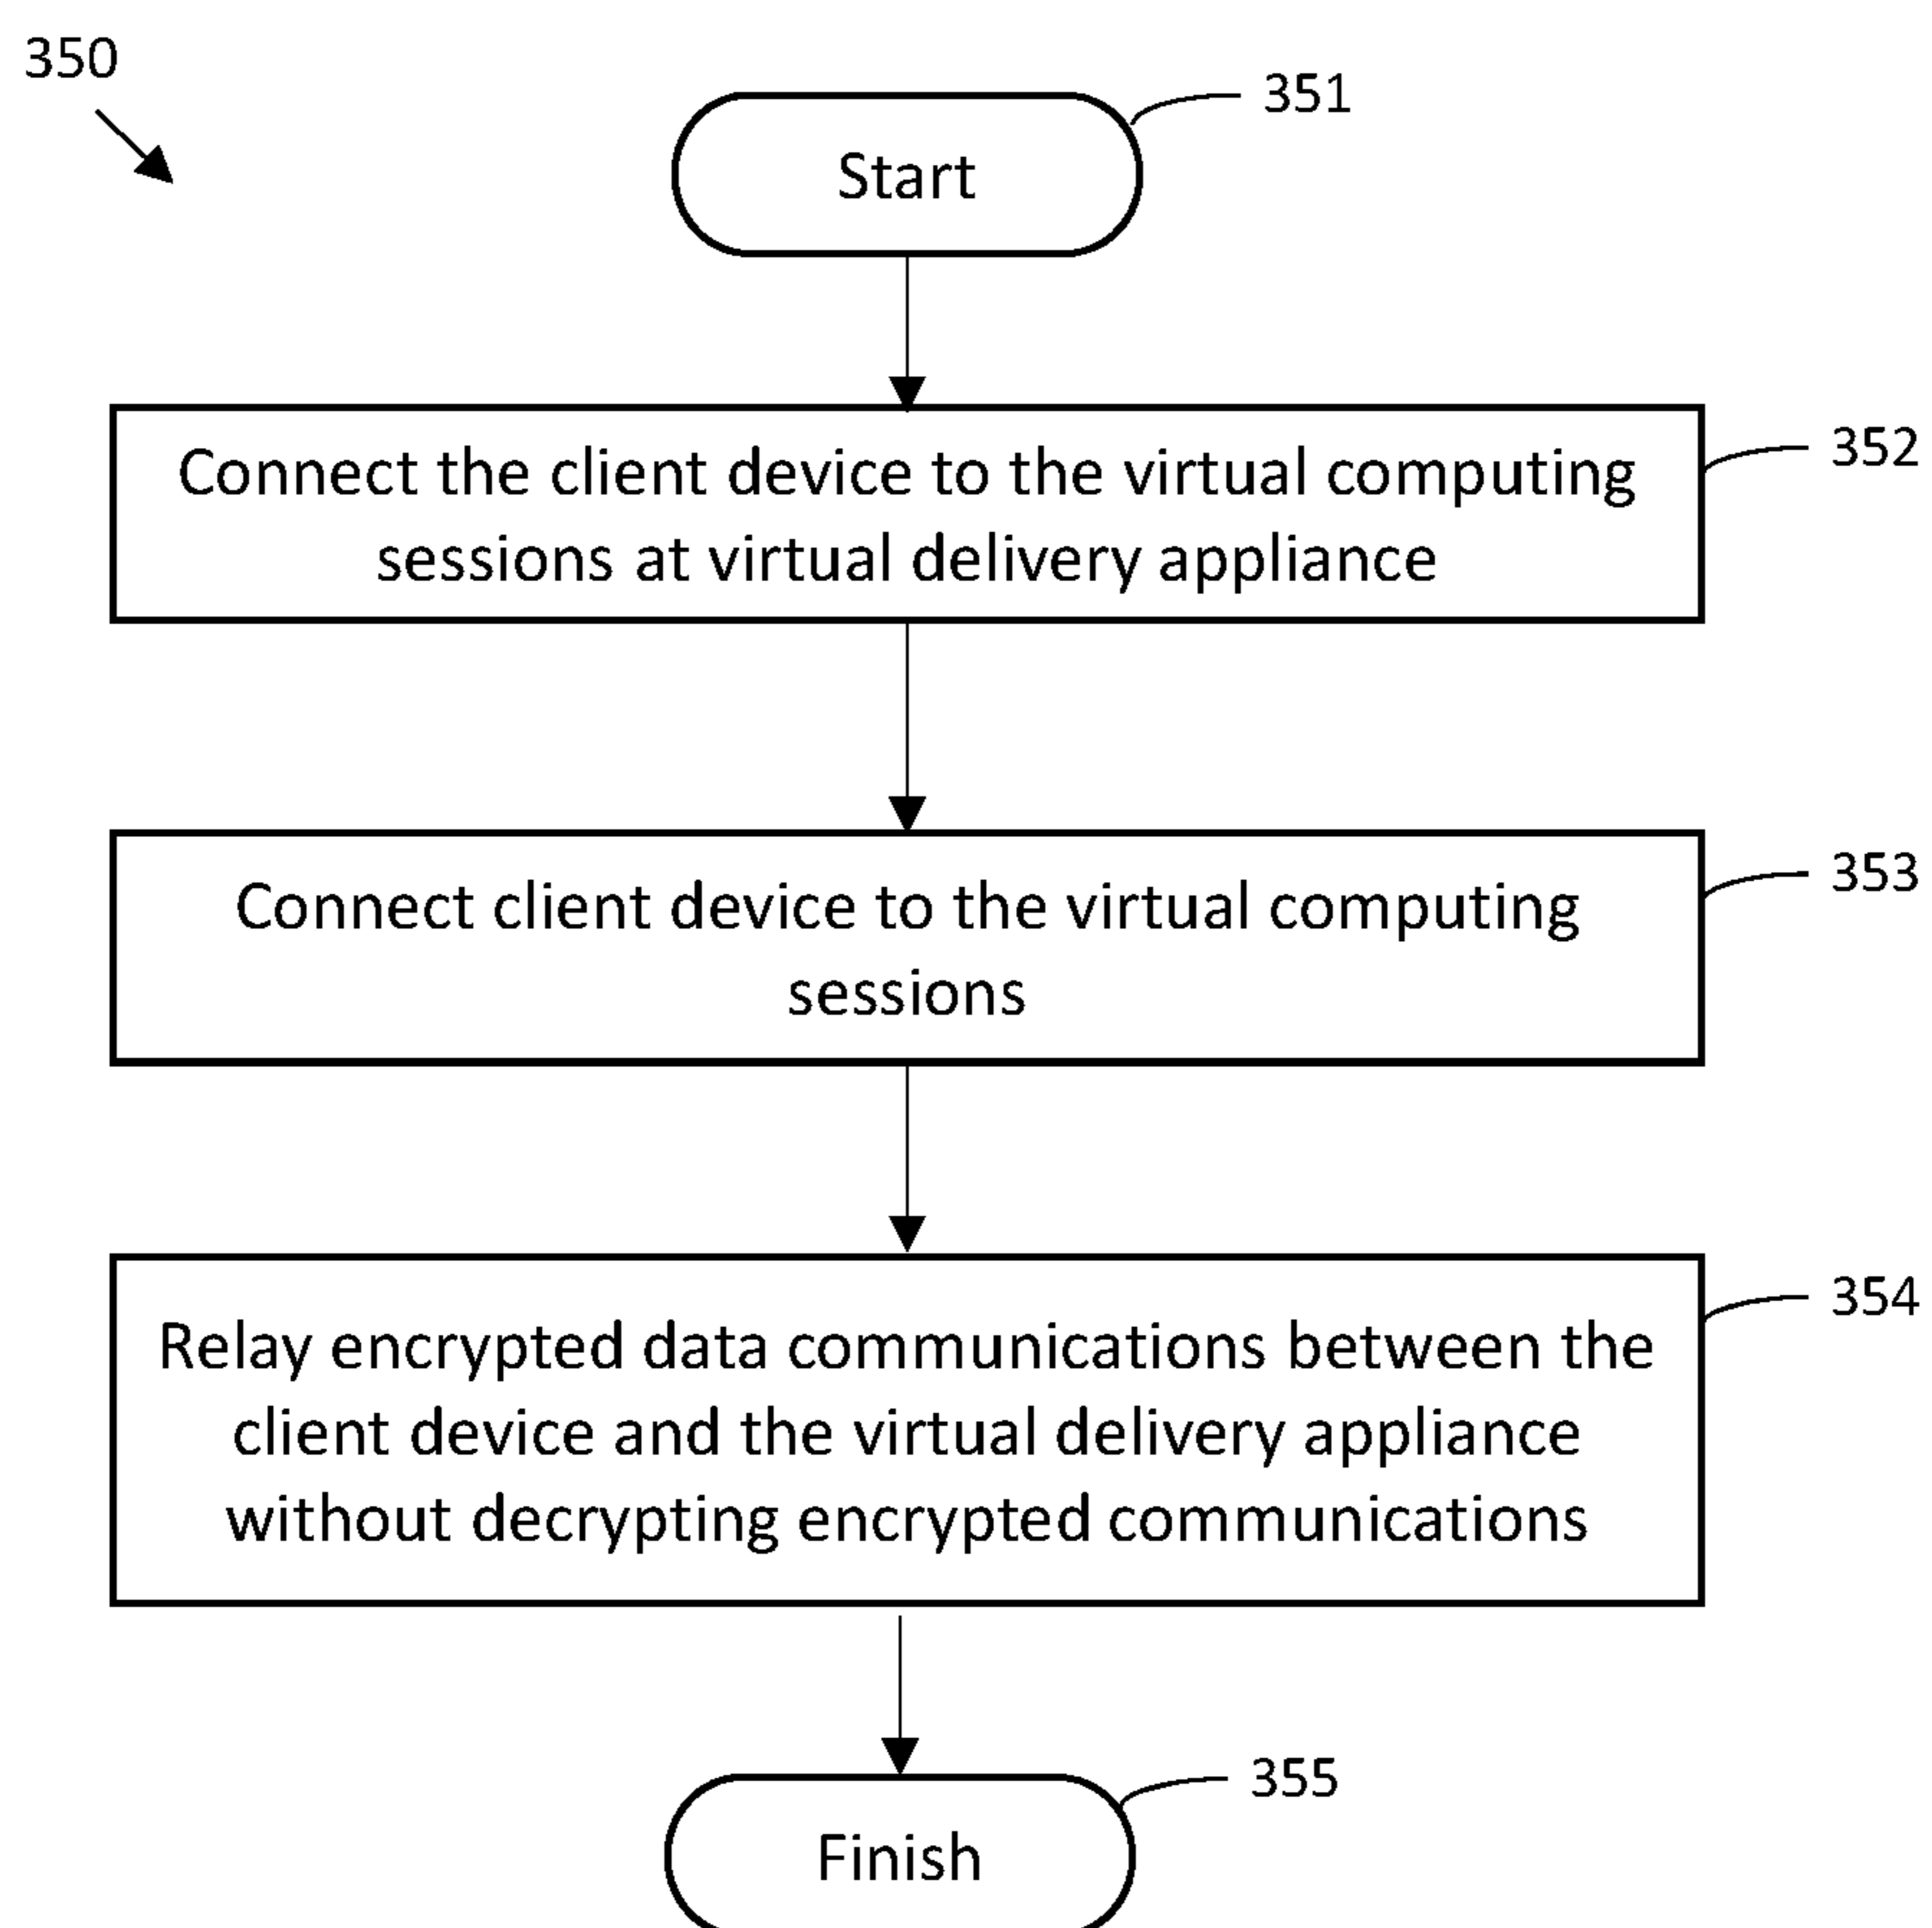 350
351
Start
352
Connect the client device to the virtual computing
sessions at virtual delivery appliance
353
Connect client device to the virtual computing
sessions
354
Relay encrypted data communications between the
client device and the virtual delivery appliance
without decrypting encrypted communications
355
Finish